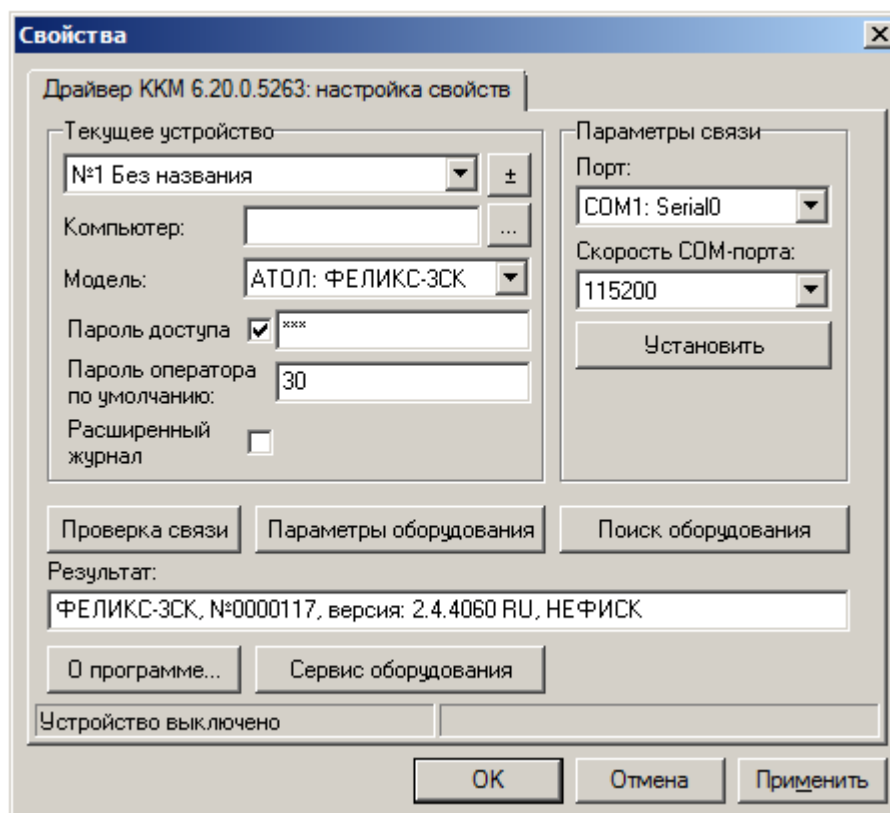 Свойства
Драйвер ККМ 6.20.0.5263: настройка свойств
Текущее устройство
№1 Без названия
±
Компьютер:
...
Модель:
АТОЛ: ФЕЛИКС-3СК
Пароль доступа
***
Пароль оператора
по умолчанию:
30
Расширенный
журнал
Параметры связи
Порт:
COM1: Serial0
Скорость COM-порта:
115200
Установить
Проверка связи
Параметры оборудования
Поиск оборудования
Результат:
ФЕЛИКС-3СК, №0000117, версия: 2.4.4060 RU, НЕФИСК
О программе...
Сервис оборудования
Устройство выключено
OK
Отмена
Применить